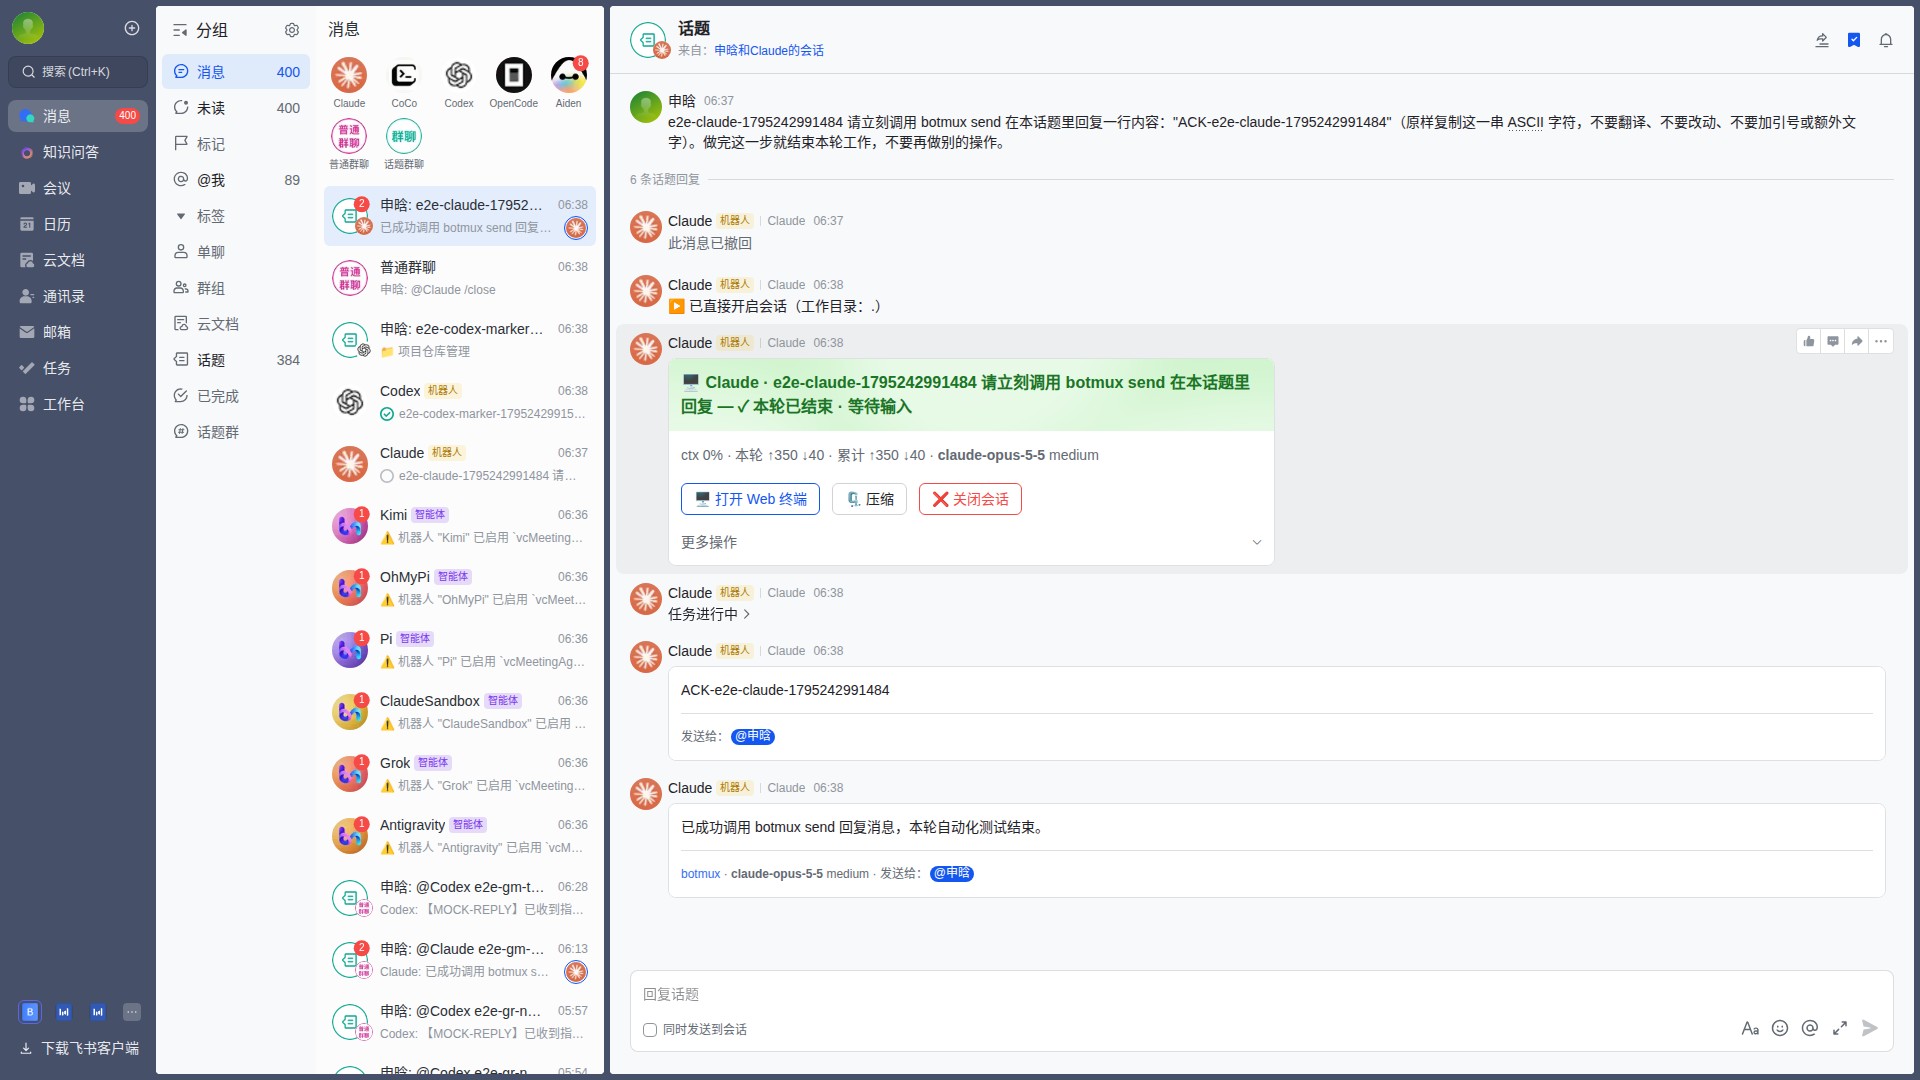 搜索 (Ctrl+K)
消息 400
知识问答
会议
日历
云文档
通讯录
邮箱
任务
工作台
B
下载飞书客户端
分组
消息 400
未读 400
标记
@我 89
标签
单聊
群组
云文档
话题 384
已完成
话题群
消息
Claude
CoCo
Codex
OpenCode
8
Aiden
普通群聊
普通群聊
群聊
话题群聊
2
申晗: e2e-claude-17952… 06:38
已成功调用 botmux send 回复…
普通群聊
普通群聊 06:38
申晗: @Claude /close
申晗: e2e-codex-marker… 06:38
📁 项目仓库管理
Codex 机器人 06:38
e2e-codex-marker-17952429915…
Claude 机器人 06:37
e2e-claude-1795242991484 请…
1
Kimi 智能体 06:36
⚠️ 机器人 "Kimi" 已启用 `vcMeeting…
1
OhMyPi 智能体 06:36
⚠️ 机器人 "OhMyPi" 已启用 `vcMeet…
1
Pi 智能体 06:36
⚠️ 机器人 "Pi" 已启用 `vcMeetingAg…
1
ClaudeSandbox 智能体 06:36
⚠️ 机器人 "ClaudeSandbox" 已启用 …
1
Grok 智能体 06:36
⚠️ 机器人 "Grok" 已启用 `vcMeeting…
1
Antigravity 智能体 06:36
⚠️ 机器人 "Antigravity" 已启用 `vcM…
申晗: @Codex e2e-gm-t… 06:28
Codex: 【MOCK-REPLY】已收到指…
2
申晗: @Claude e2e-gm-… 06:13
Claude: 已成功调用 botmux s…
申晗: @Codex e2e-gr-n… 05:57
Codex: 【MOCK-REPLY】已收到指…
申晗: @Codex e2e-gr-n… 05:54
话题
来自：申晗和Claude的会话
申晗 06:37
e2e-claude-1795242991484 请立刻调用 botmux send 在本话题里回复一行内容："ACK-e2e-claude-1795242991484"（原样复制这一串 ASCII 字符，不要翻译、不要改动、不要加引号或额外文
字）。做完这一步就结束本轮工作，不要再做别的操作。
6 条话题回复
Claude 机器人 Claude 06:37
此消息已撤回
Claude 机器人 Claude 06:38
▶️ 已直接开启会话（工作目录：.）
Claude 机器人 Claude 06:38
🖥️ Claude · e2e-claude-1795242991484 请立刻调用 botmux send 在本话题里
回复 — ✓ 本轮已结束 · 等待输入
ctx 0% · 本轮 ↑350 ↓40 · 累计 ↑350 ↓40 · claude-opus-5-5 medium
🖥️ 打开 Web 终端
🗜️ 压缩
❌ 关闭会话
更多操作
Claude 机器人 Claude 06:38
任务进行中
Claude 机器人 Claude 06:38
ACK-e2e-claude-1795242991484
发送给：@申晗
Claude 机器人 Claude 06:38
已成功调用 botmux send 回复消息，本轮自动化测试结束。
botmux · claude-opus-5-5 medium · 发送给：@申晗
回复话题
同时发送到会话
Aa